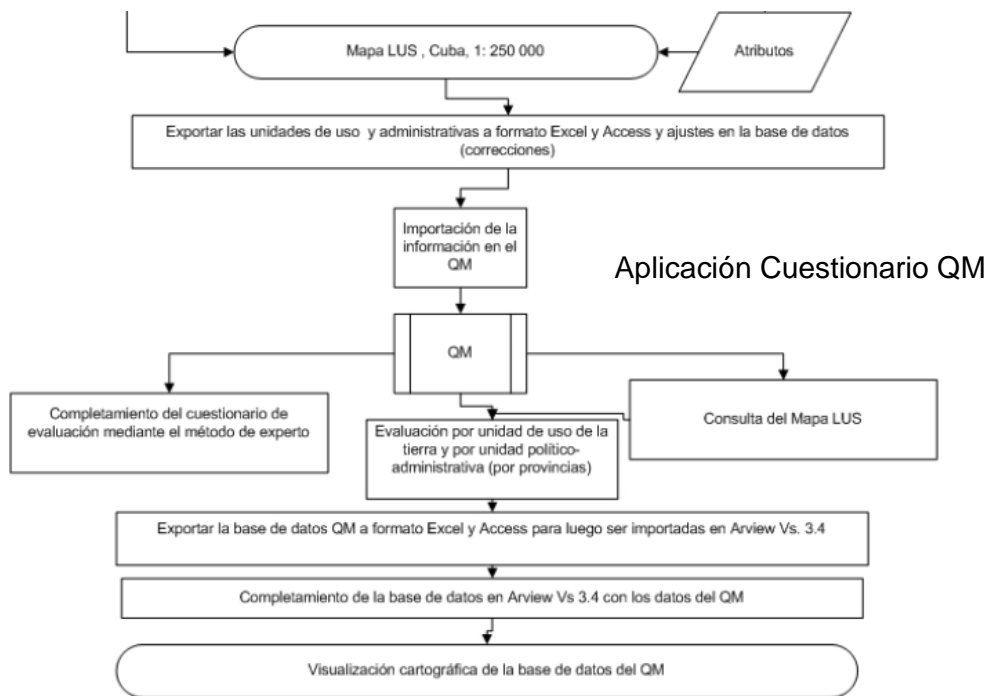 Mapa LUS , Cuba, 1: 250 000
Atributos
Exportar las unidades de uso y administrativas a formato Excel y Access y ajustes en la base de datos
(correcciones)
Importación de la
información en el
QM
Aplicación Cuestionario QM
QM
Completamiento del cuestionario de
evaluación mediante el método de experto
Evaluación por unidad de uso de la
tierra y por unidad político-
administrativa (por provincias)
Consulta del Mapa LUS
Exportar la base de datos QM a formato Excel y Access para luego ser importadas en Arview Vs. 3.4
Completamiento de la base de datos en Arview Vs 3.4 con los datos del QM
Visualización cartográfica de la base de datos del QM